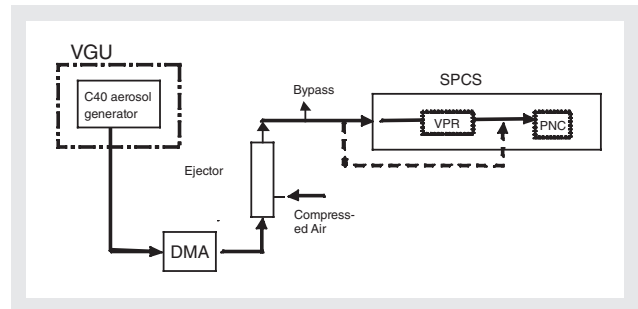 VGU
C40 aerosol
generator
Ejector
DMA
Compress-
ed Air
Bypass
SPCS
VPR
PNC